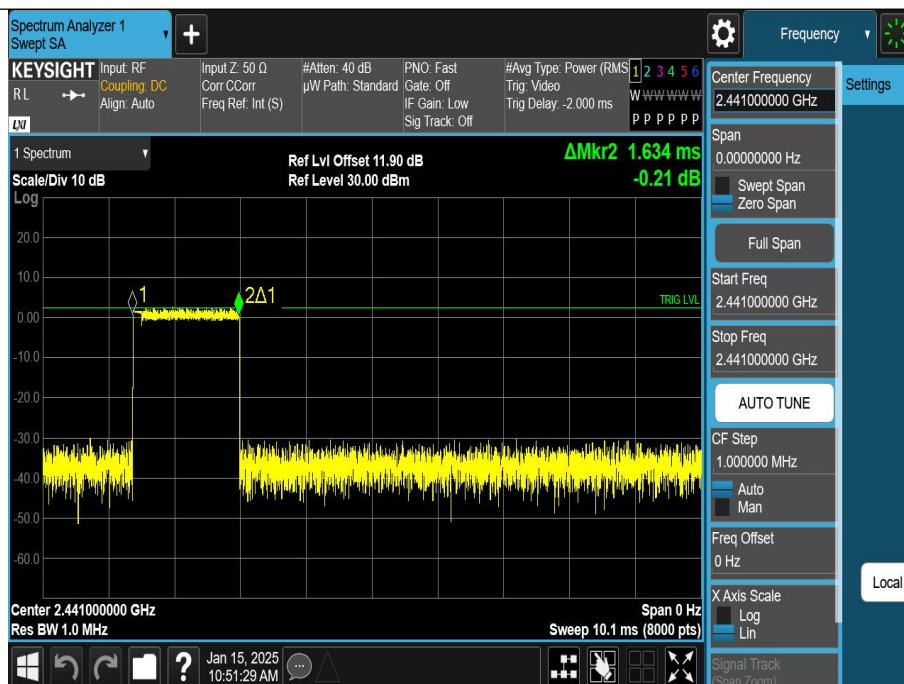 Spectrum Analyzer 1
Swept SA
Frequency
KEYSIGHT
R L
LXI
Input: RF
Coupling: DC
Align: Auto
Input Z: 50 Ω
Corr CCorr
Freq Ref: Int (S)
#Atten: 40 dB
µW Path: Standard
PNO: Fast
Gate: Off
IF Gain: Low
Sig Track: Off
#Avg Type: Power (RMS
Trig: Video
Trig Delay: -2.000 ms
1 2 3 4 5 6
W W W W W W
P P P P P P
1 Spectrum
Scale/Div 10 dB
Log
Ref Lvl Offset 11.90 dB
Ref Level 30.00 dBm
ΔMkr2 1.634 ms
-0.21 dB
20.0
10.0
0.00
-10.0
-20.0
-30.0
-40.0
-50.0
-60.0
1
2Δ1
TRIG LVL
Center 2.441000000 GHz
Res BW 1.0 MHz
Span 0 Hz
Sweep 10.1 ms (8000 pts)
Jan 15, 2025
10:51:29 AM
?
Center Frequency
2.441000000 GHz
Settings
Span
0.00000000 Hz
Swept Span
Zero Span
Full Span
Start Freq
2.441000000 GHz
Stop Freq
2.441000000 GHz
AUTO TUNE
CF Step
1.000000 MHz
Auto
Man
Freq Offset
0 Hz
Local
X Axis Scale
Log
Lin
Signal Track
(Span Zoom)